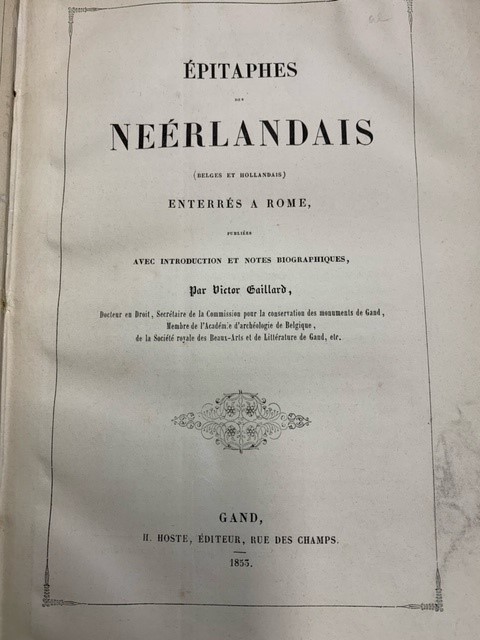 ÉPITAPHES
DES
NEÉRLANDAIS
(BELGES ET HOLLANDAIS)
ENTERRÉS A ROME,
PUBLIÉES
AVEC INTRODUCTION ET NOTES BIOGRAPHIQUES,
Par Victor Gaillard,
Docteur en Droit, Secrétaire de la Commission pour la conservation des monuments de Gand,
Membre de l'Académie d'archéologie de Belgique,
de la Société royale des Beaux-Arts et de Littérature de Gand, etc.
GAND,
H. HOSTE, ÉDITEUR, RUE DES CHAMPS.
1853.